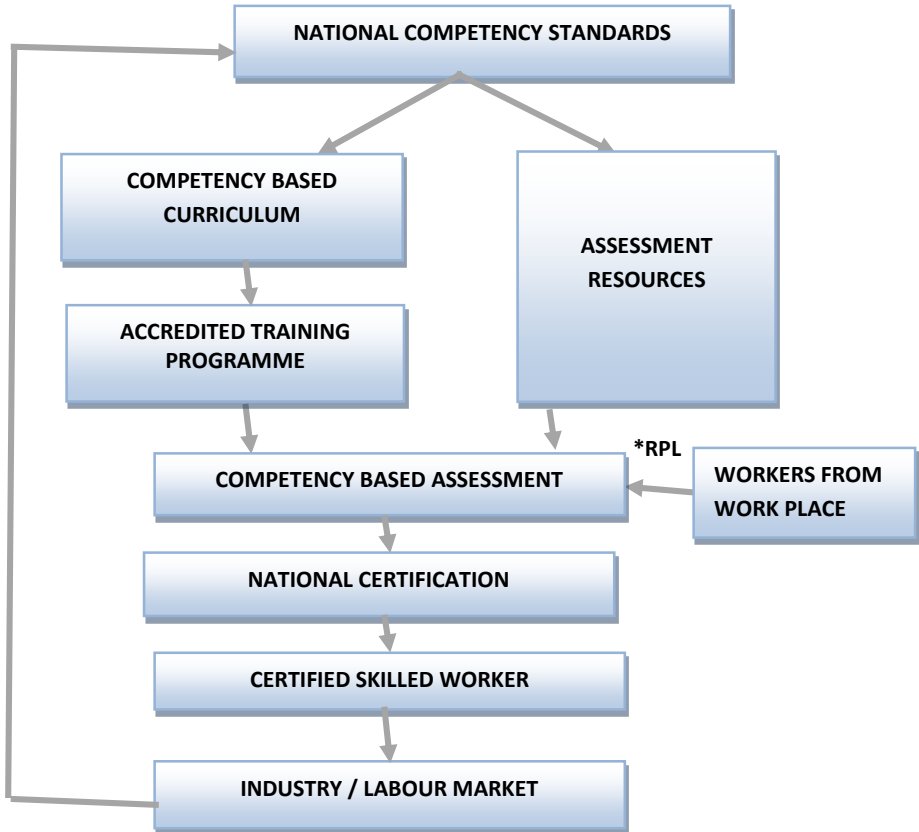 NATIONAL COMPETENCY STANDARDS
COMPETENCY BASED
CURRICULUM
ASSESSMENT
RESOURCES
ACCREDITED TRAINING
PROGRAMME
*RPL
COMPETENCY BASED ASSESSMENT
WORKERS FROM
WORK PLACE
NATIONAL CERTIFICATION
CERTIFIED SKILLED WORKER
INDUSTRY / LABOUR MARKET